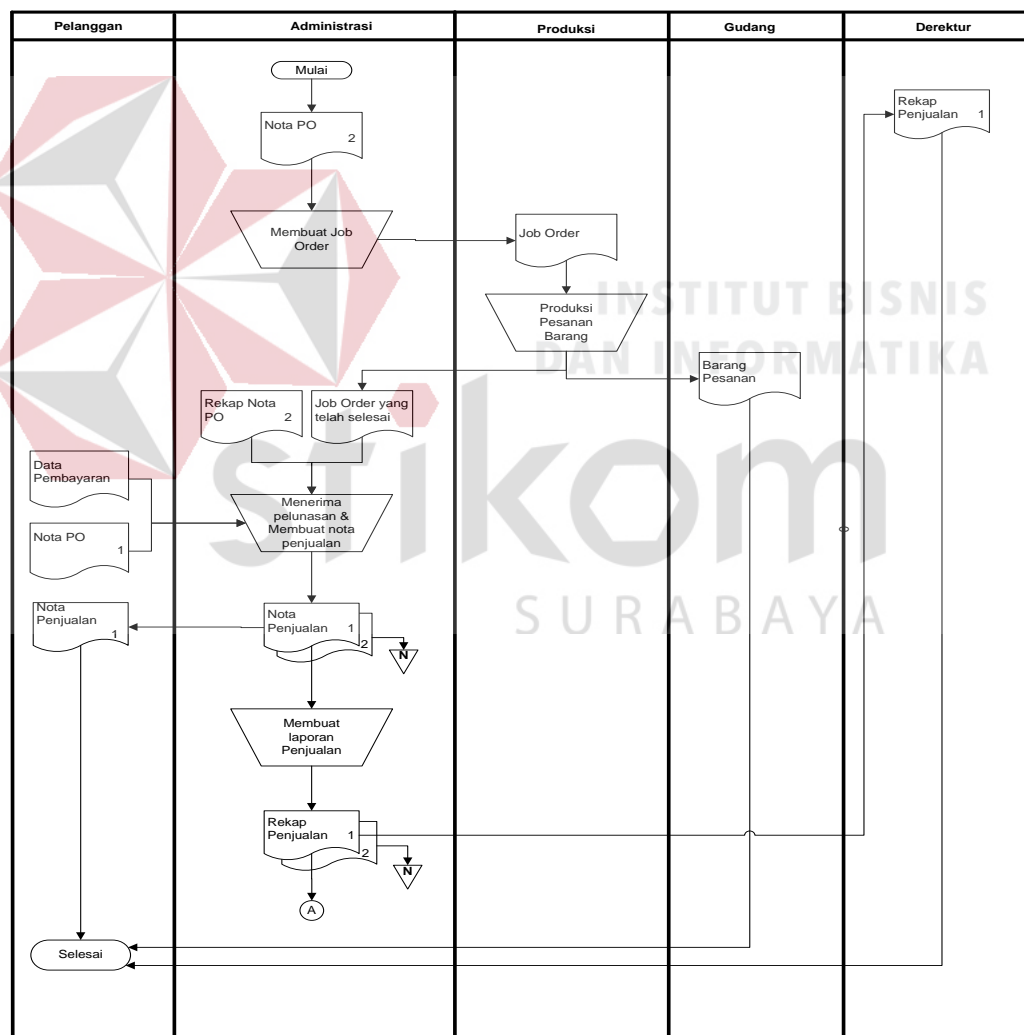 Pelanggan
Administrasi
Produksi
Gudang
Derektur
Mulai
Nota PO
2
Rekap
Penjualan 1
Membuat Job
Order
Job Order
Produksi
Pesanan
Barang
Barang
Pesanan
Rekap Nota
PO 2
Job Order yang
telah selesai
Data
Pembayaran
Nota PO
1
Menerima
pelunasan &
Membuat nota
penjualan
Nota
Penjualan
1
Nota
Penjualan 1
2
N
Membuat
laporan
Penjualan
Rekap
Penjualan 1
2
N
A
Selesai
INSTITUT BISNIS
DAN INFORMATIKA
stikom
SURABAYA